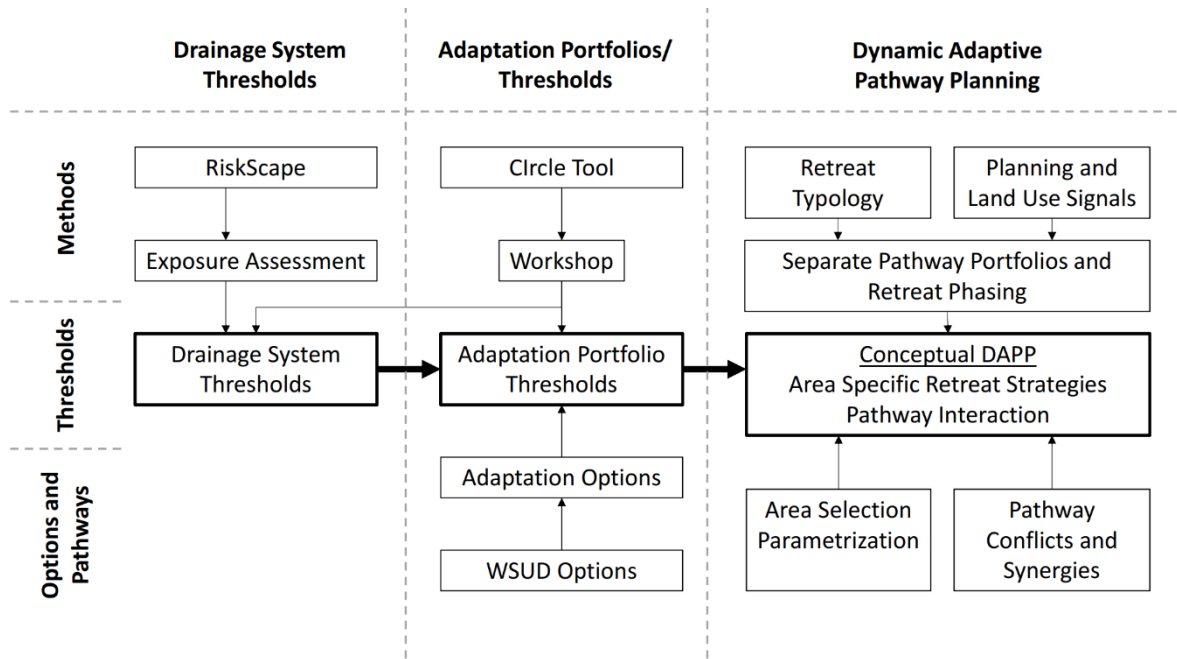 Drainage System
Thresholds
Adaptation Portfolios/
Thresholds
Dynamic Adaptive
Pathway Planning
Methods
RiskScape
CIrcle Tool
Retreat
Typology
Planning and
Land Use Signals
Exposure Assessment
Workshop
Separate Pathway Portfolios and
Retreat Phasing
Thresholds
Drainage System
Thresholds
Adaptation Portfolio
Thresholds
Conceptual DAPP
Area Specific Retreat Strategies
Pathway Interaction
Options and
Pathways
Adaptation Options
WSUD Options
Area Selection
Parametrization
Pathway
Conflicts and
Synergies